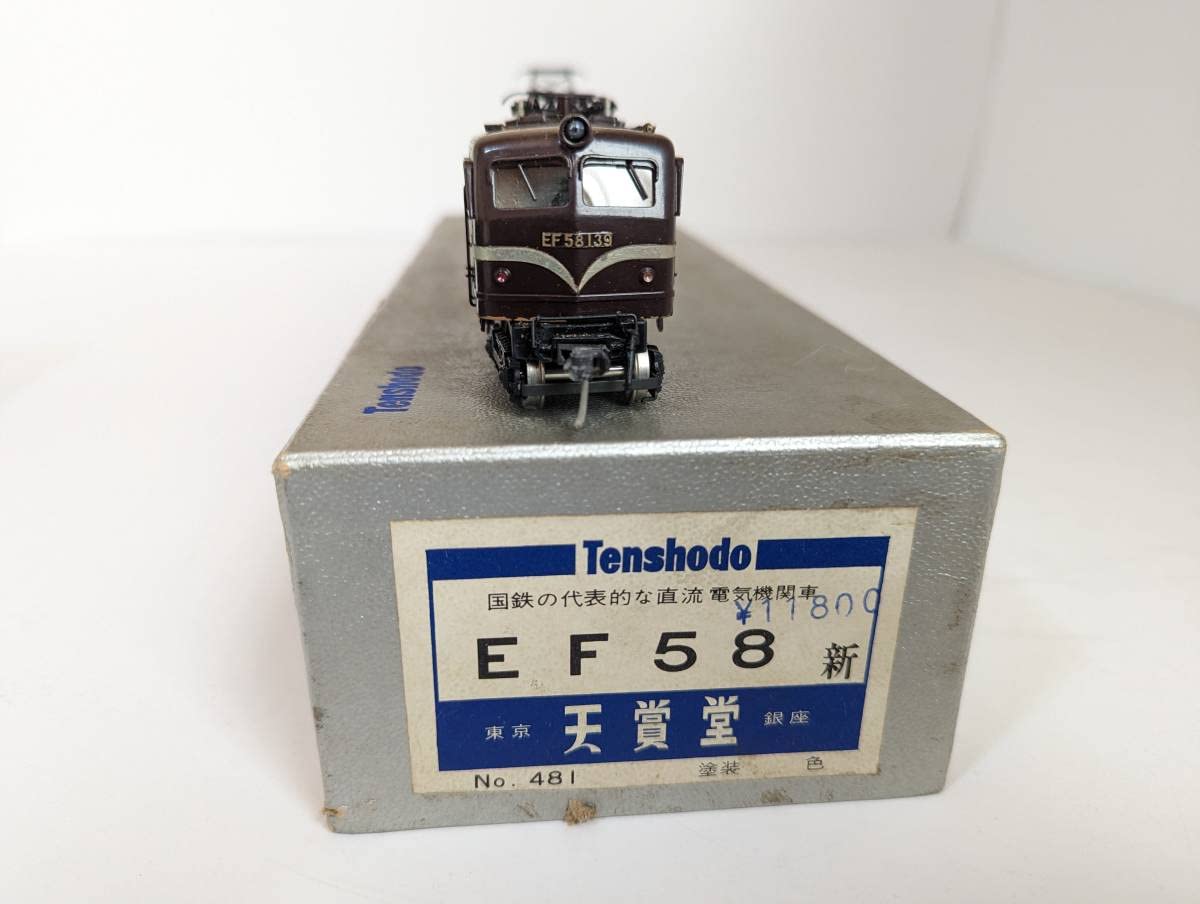 EF58139
Tenshodo
Tenshodo
国鉄の代表的な直流電気機関車
¥11800
EF58 新
東京 天賞堂 銀座
No. 481 塗装 色